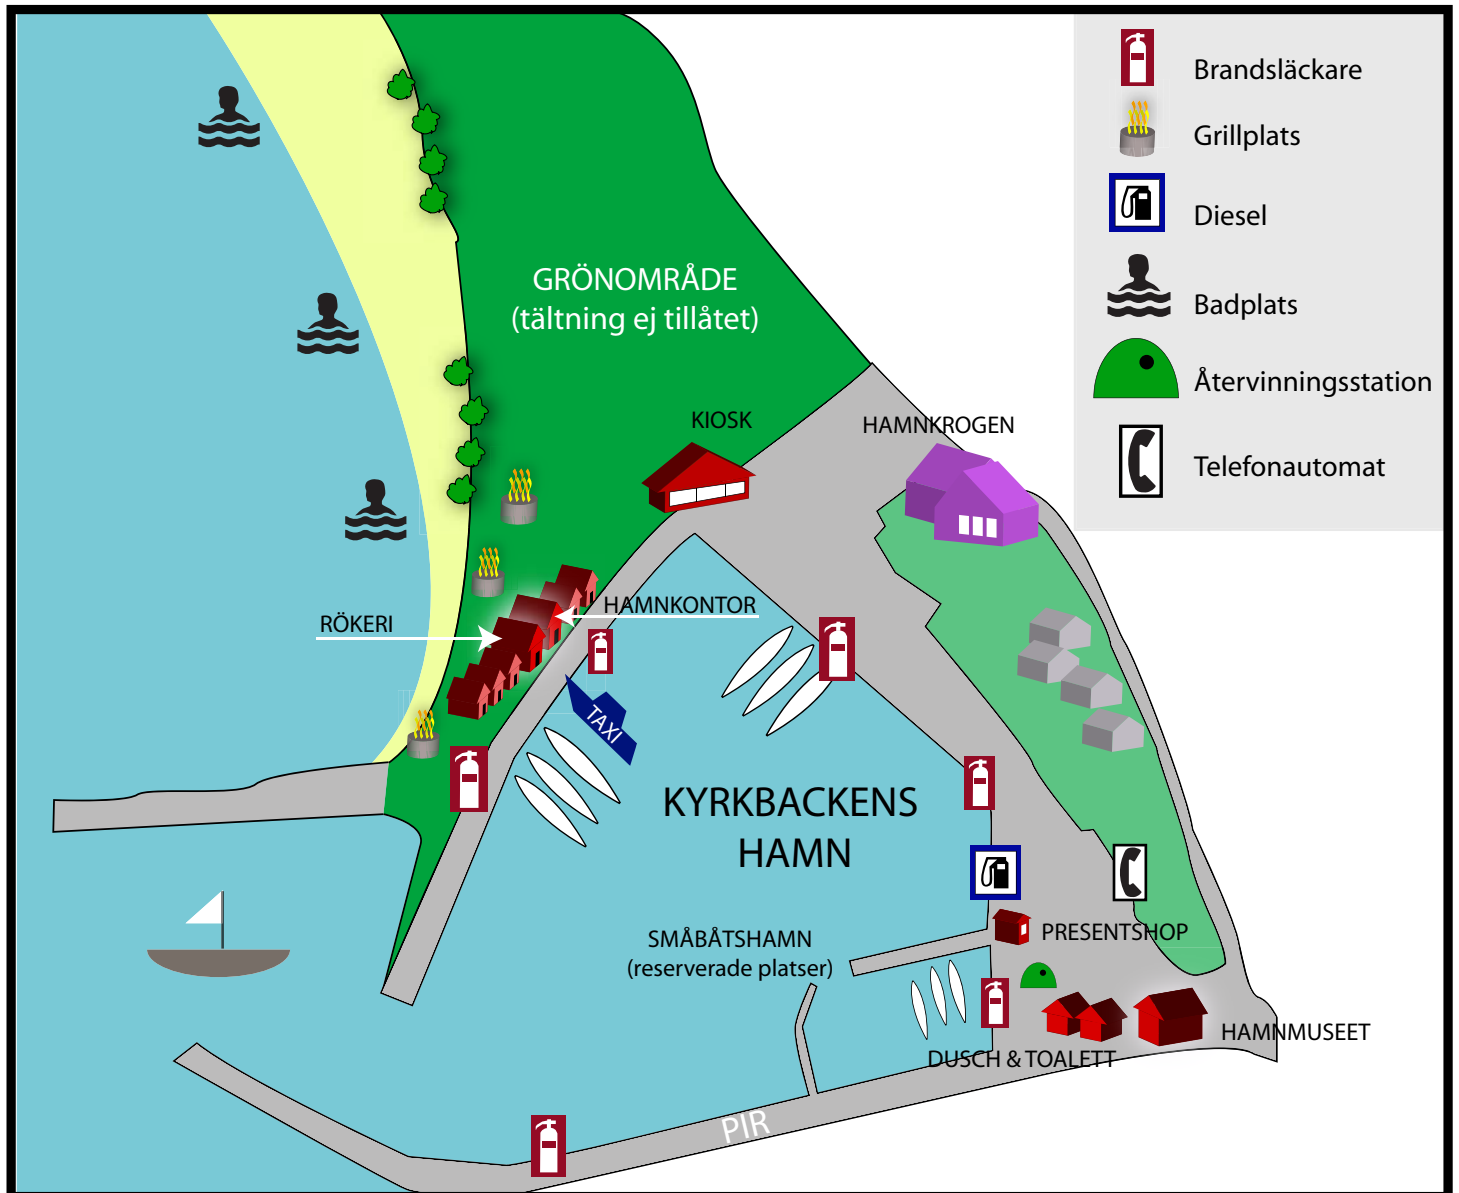 Brandsläckare
Grillplats
Diesel
Badplats
Återvinningsstation
Telefonautomat
GRÖNOMRÅDE
(tältning ej tillåtet)
KIOSK
HAMNKROGEN
RÖKERI
HAMNKONTOR
TAXI
KYRKBACKENS
HAMN
SMÅBÅTSHAMN
(reserverade platser)
PRESENTSHOP
HAMNMUSEET
DUSCH & TOALETT
PIR